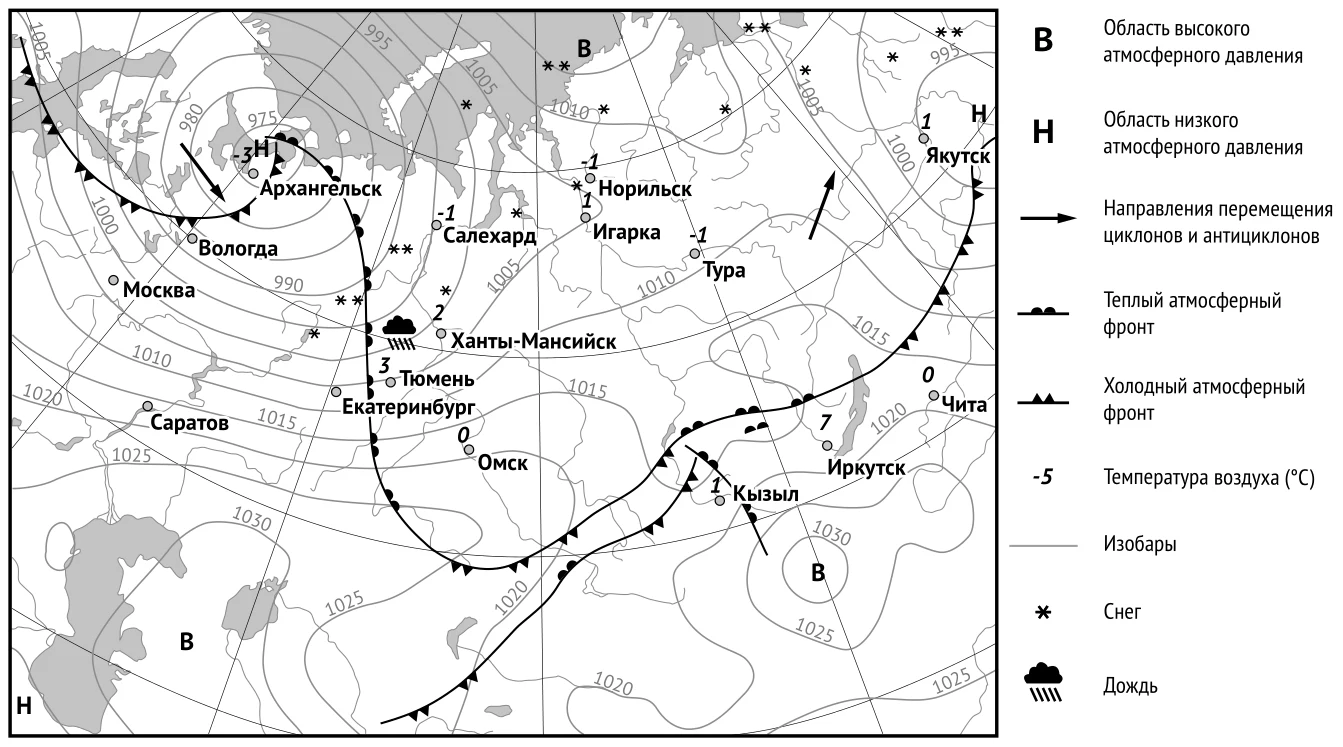 1005
995
В
995
В
Область высокого
атмосферного давления
1005
1005
980
975
1010
Н
Н
Область низкого
атмосферного давления
-3
Н
1
1000
Якутск
-1
Архангельск
Норильск
1000
-1
1
Направления перемещения
циклонов и антициклонов
Вологда
Салехард
Игарка
-1
Тура
990
1005
1010
Москва
2
Теплый атмосферный
фронт
Ханты-Мансийск
1015
1010
3
Тюмень
0
Холодный атмосферный
фронт
1020
Екатеринбург
1015
Чита
Саратов
1015
7
1020
1025
0
Омск
Иркутск
-5
Температура воздуха (°С)
1
Кызыл
1030
1030
Изобары
В
1025
1020
Снег
В
1025
Дождь
1020
1025
Н